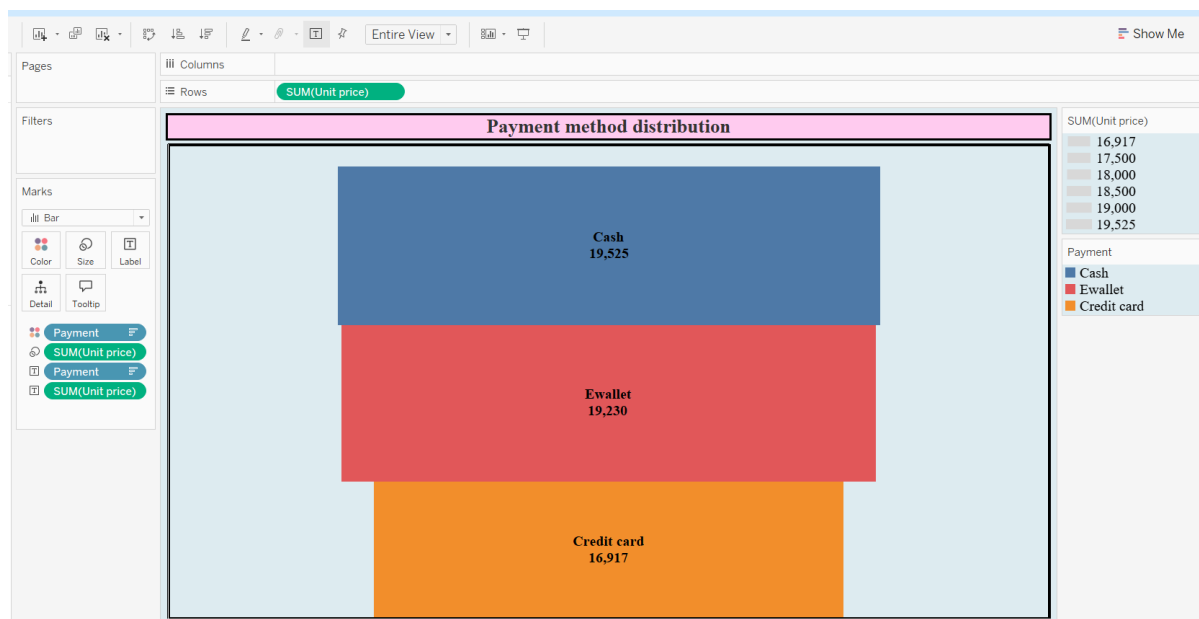 Entire View
Show Me
Pages
Columns
Rows
SUM(Unit price)
Filters
Marks
Bar
Color
Size
Label
Detail
Tooltip
Payment
SUM(Unit price)
Payment
SUM(Unit price)
Payment method distribution
Cash
19,525
Ewallet
19,230
Credit card
16,917
SUM(Unit price)
16,917
17,500
18,000
18,500
19,000
19,525
Payment
Cash
Ewallet
Credit card